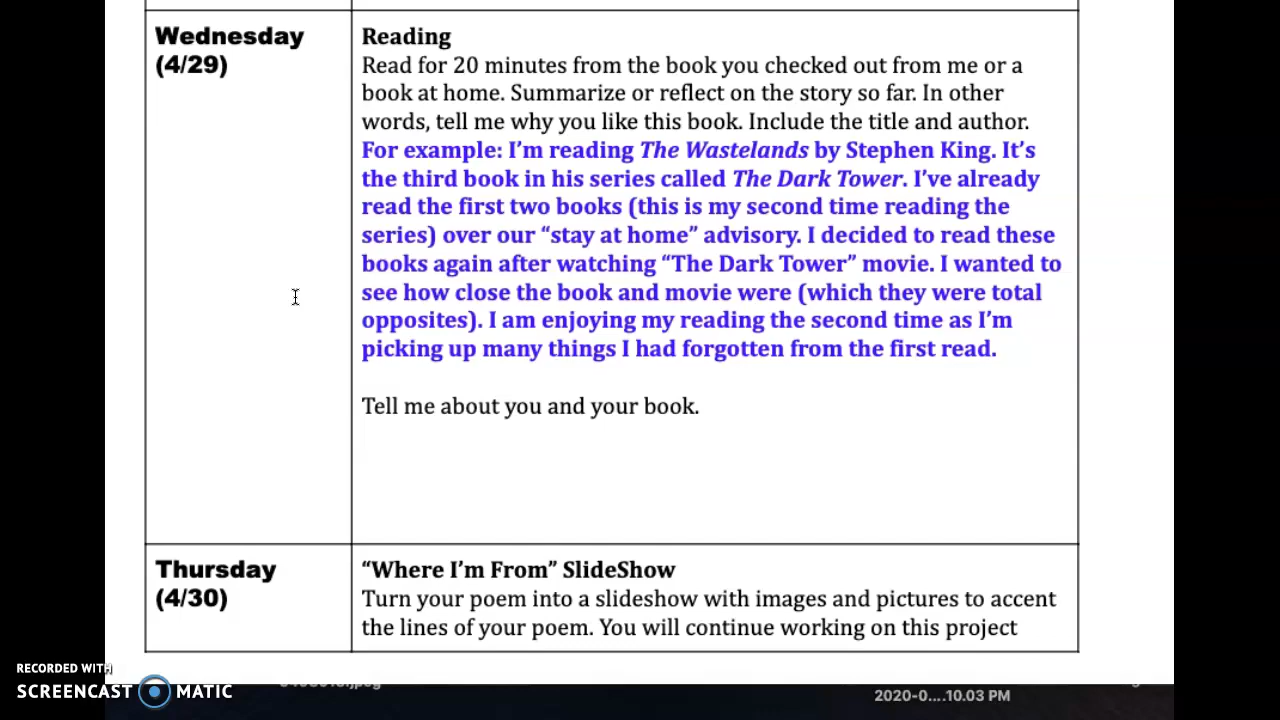 Wednesday
(4/29)
Reading
Read for 20 minutes from the book you checked out from me or a
book at home. Summarize or reflect on the story so far. In other
words, tell me why you like this book. Include the title and author.
For example: I’m reading The Wastelands by Stephen King. It’s
the third book in his series called The Dark Tower. I’ve already
read the first two books (this is my second time reading the
series) over our “stay at home” advisory. I decided to read these
books again after watching “The Dark Tower” movie. I wanted to
see how close the book and movie were (which they were total
opposites). I am enjoying my reading the second time as I’m
picking up many things I had forgotten from the first read.
Tell me about you and your book.
Thursday
(4/30)
“Where I’m From” SlideShow
Turn your poem into a slideshow with images and pictures to accent
the lines of your poem. You will continue working on this project
RECORDED WITH
SCREENCAST MATIC
2020-0....10.03 PM